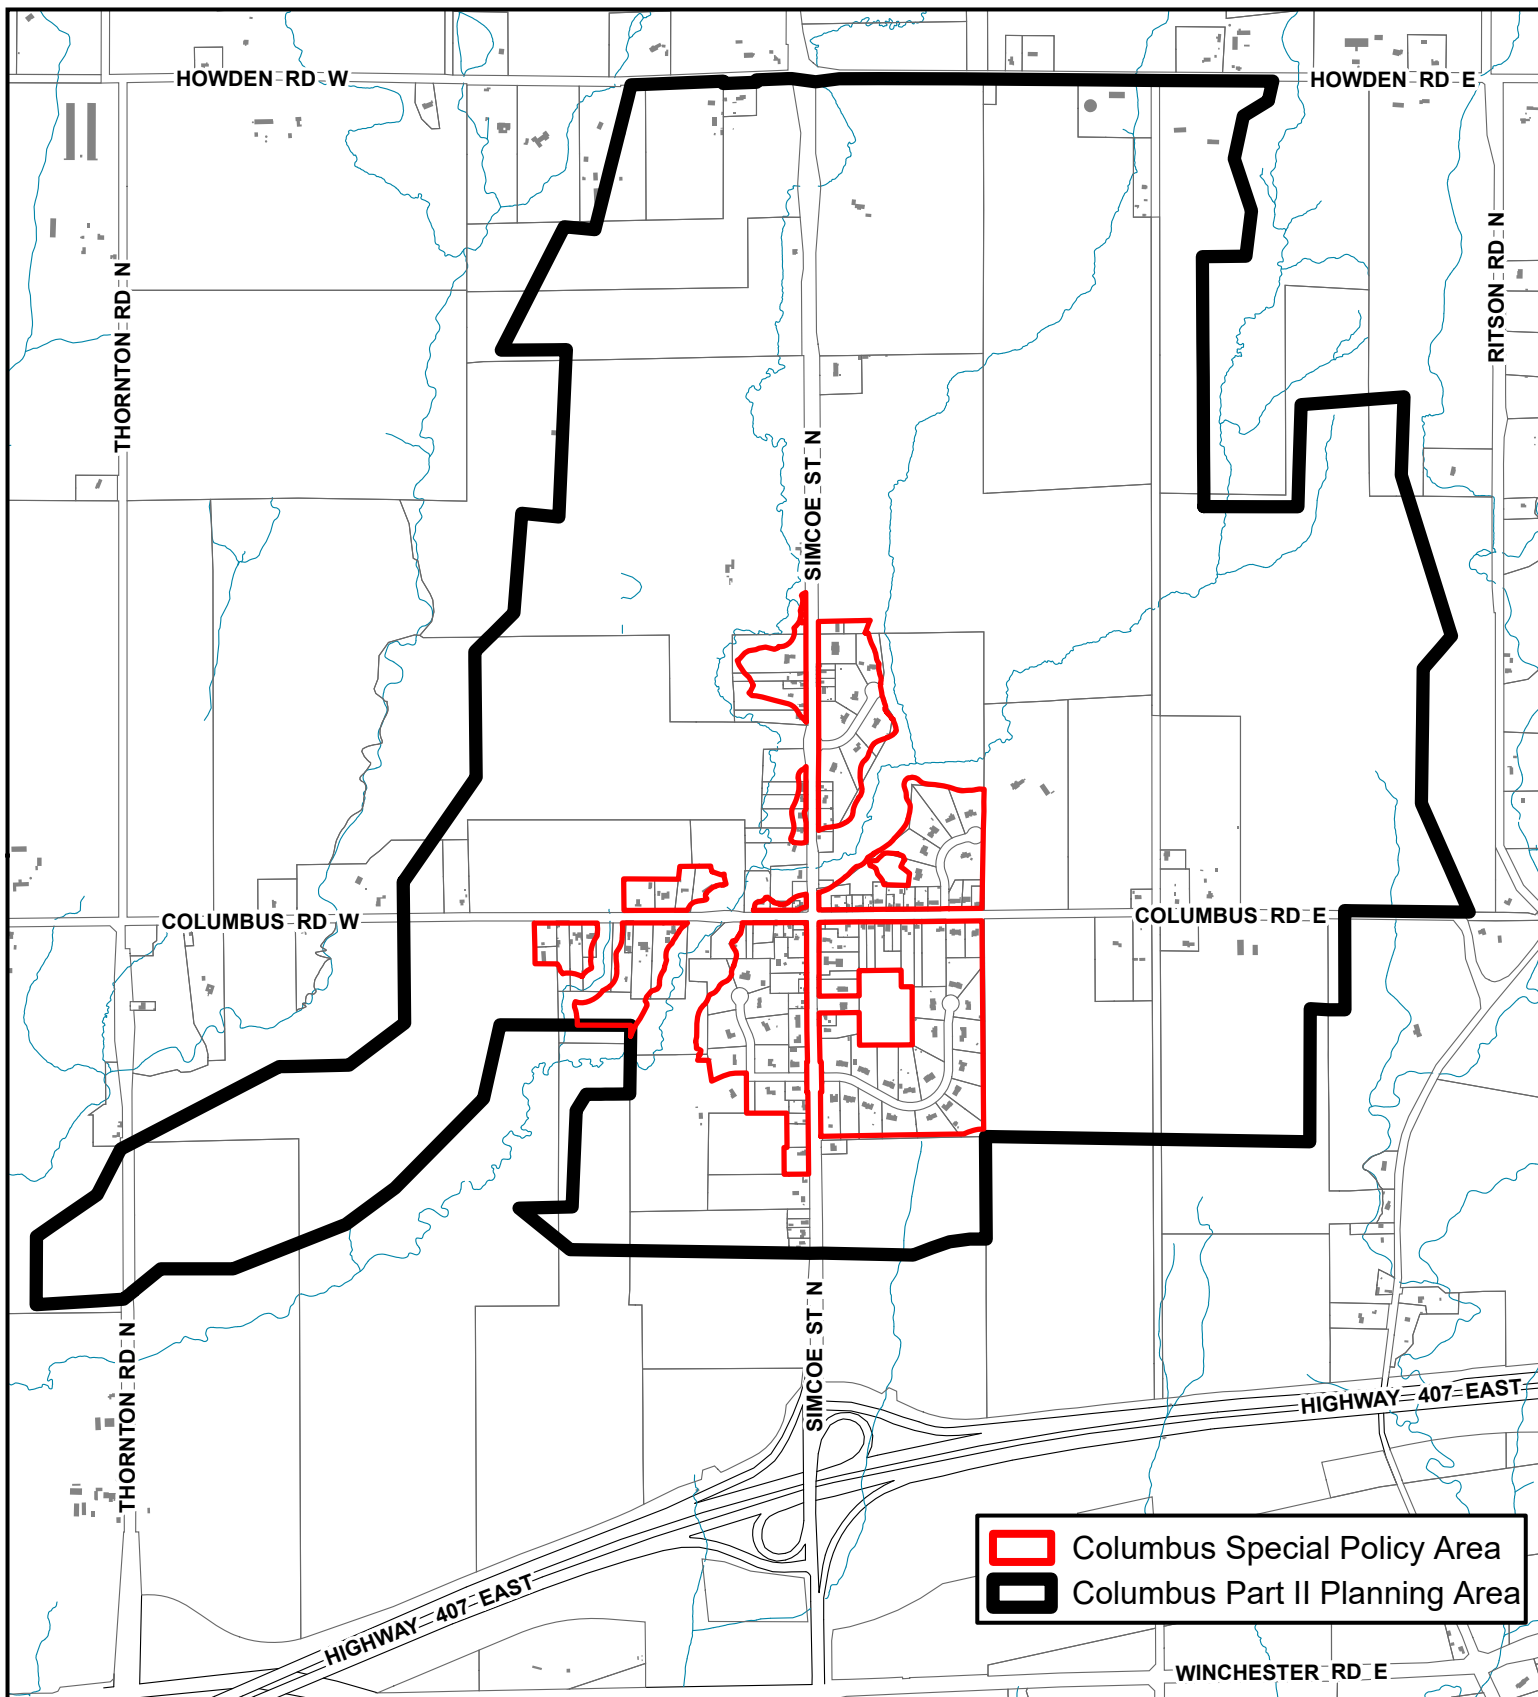 HOWDEN RD W
HOWDEN RD E
THORNTON RD N
RITSON RD N
SIMCOE ST N
COLUMBUS RD W
COLUMBUS RD E
THORNTON RD N
SIMCOE ST N
HIGHWAY 407 EAST
HIGHWAY 407 EAST
Columbus Special Policy Area
Columbus Part II Planning Area
WINCHESTER RD E